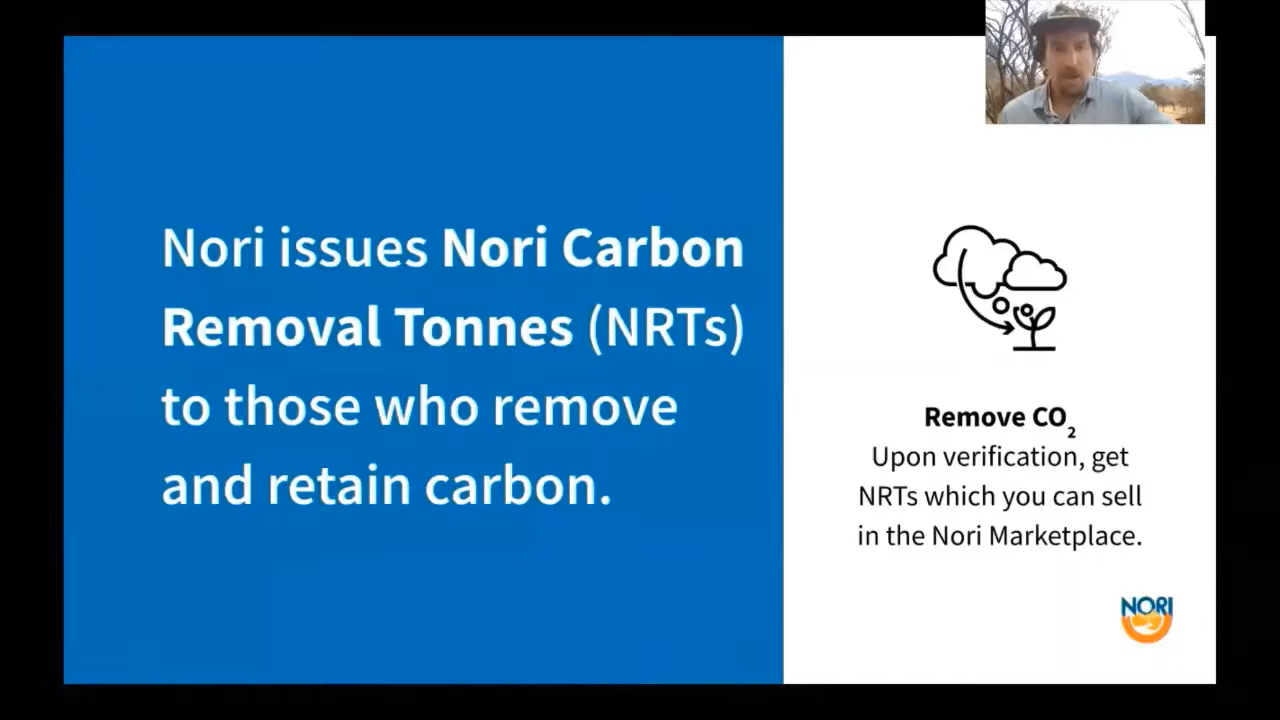 Nori issues Nori Carbon
Removal Tonnes (NRTs)
to those who remove
and retain carbon.
Remove CO2
Upon verification, get
NRTs which you can sell
in the Nori Marketplace.
NORI